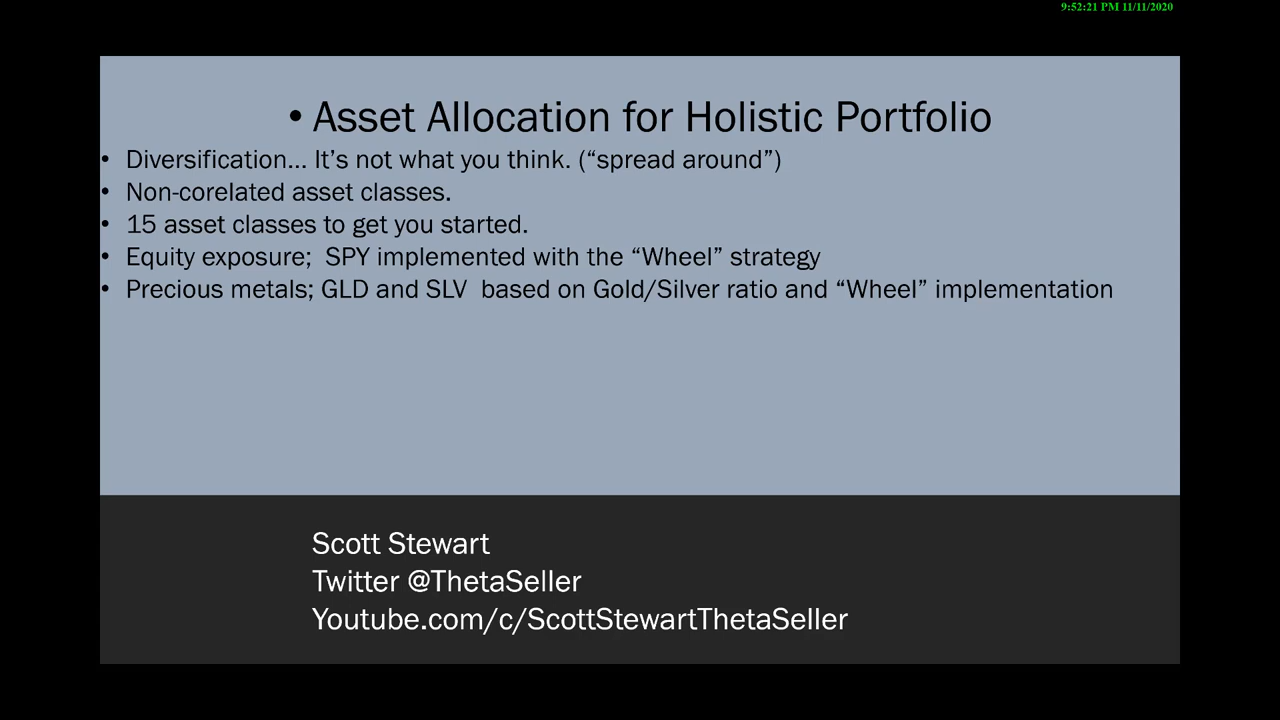 9:52:21 PM 11/11/2020
• Asset Allocation for Holistic Portfolio
• Diversification... It's not what you think. (“spread around”)
• Non-corelated asset classes.
• 15 asset classes to get you started.
• Equity exposure;  SPY implemented with the “Wheel” strategy
• Precious metals; GLD and SLV  based on Gold/Silver ratio and “Wheel” implementation
Scott Stewart
Twitter @ThetaSeller
Youtube.com/c/ScottStewartThetaSeller